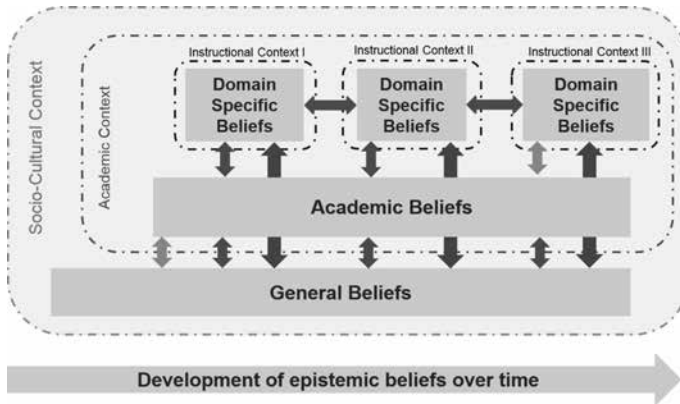 Socio-Cultural Context
Academic Context
Instructional Context I
Instructional Context II
Instructional Context III
Domain
Specific
Beliefs
Domain
Specific
Beliefs
Domain
Specific
Beliefs
Academic Beliefs
General Beliefs
Development of epistemic beliefs over time